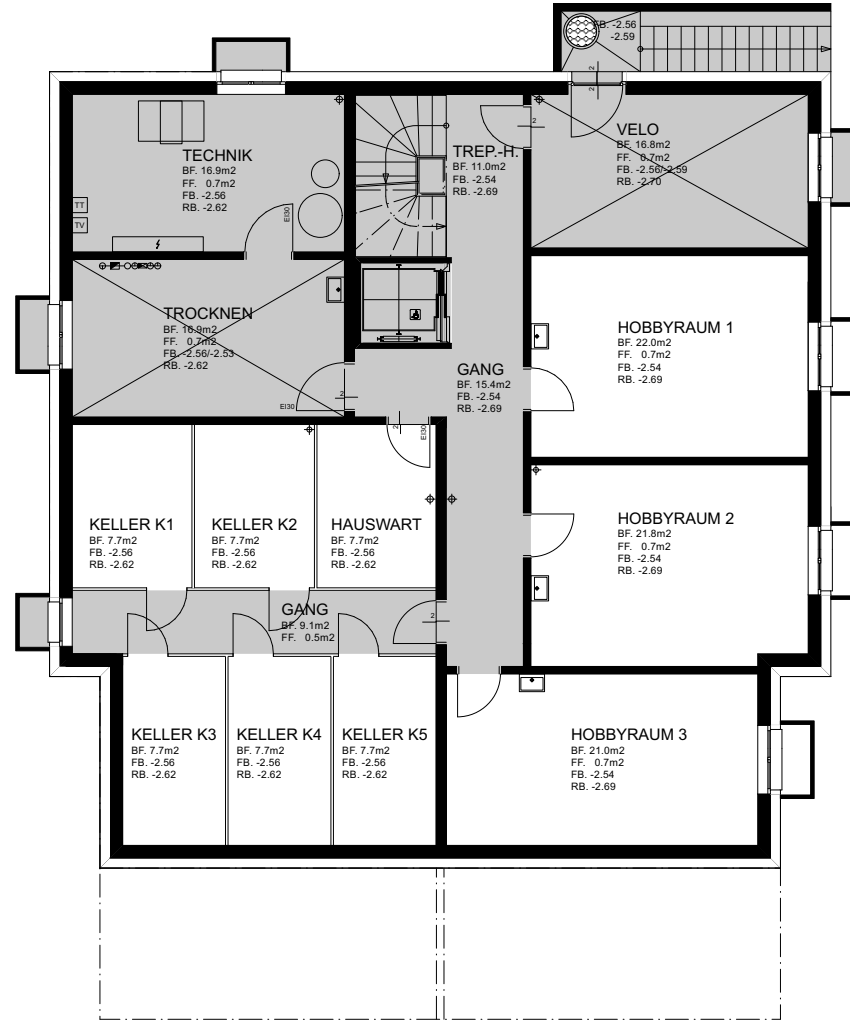 FB. -2.56
-2.59
2
2
TECHNIK
BF. 16.9m2
FF. 0.7m2
FB. -2.56
RB. -2.62
TT
TV
EI30
TREP.-H.
BF. 11.0m2
FB. -2.54
RB. -2.69
2
VELO
BF. 16.8m2
FF. 0.7m2
FB. -2.56/-2.59
RB. -2.70
TROCKNEN
BF. 16.9m2
FF. 0.7m2
FB. -2.56/-2.53
RB. -2.62
EI30
2
GANG
BF. 15.4m2
FB. -2.54
RB. -2.69
2
EI30
HOBBYRAUM 1
BF. 22.0m2
FF. 0.7m2
FB. -2.54
RB. -2.69
KELLER K1
BF. 7.7m2
FB. -2.56
RB. -2.62
KELLER K2
BF. 7.7m2
FB. -2.56
RB. -2.62
HAUSWART
BF. 7.7m2
FB. -2.56
RB. -2.62
HOBBYRAUM 2
BF. 21.8m2
FF. 0.7m2
FB. -2.54
RB. -2.69
GANG
BF. 9.1m2
FF. 0.5m2
2
KELLER K3
BF. 7.7m2
FB. -2.56
RB. -2.62
KELLER K4
BF. 7.7m2
FB. -2.56
RB. -2.62
KELLER K5
BF. 7.7m2
FB. -2.56
RB. -2.62
HOBBYRAUM 3
BF. 21.0m2
FF. 0.7m2
FB. -2.54
RB. -2.69